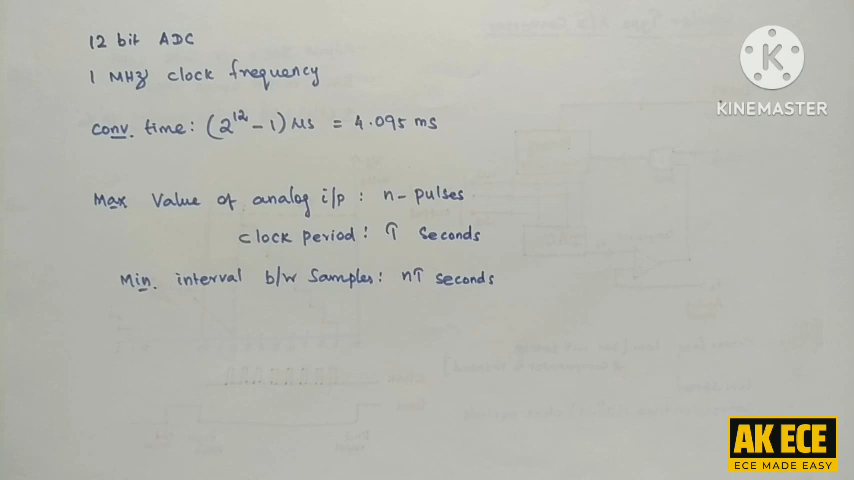 12 bit ADC
1 MHz clock frequency
conv. time: (2^12 - 1) μs = 4.095 ms
Max value of analog i/p : n - pulses
clock period : T seconds
Min. interval b/w samples: nT seconds
K
KINEMASTER
AK ECE
ECE MADE EASY